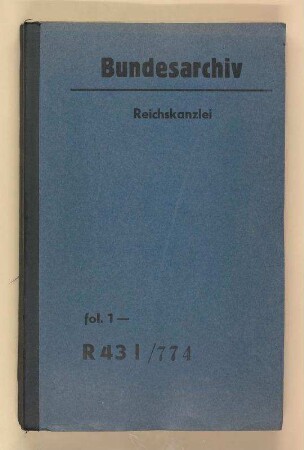 Bundesarchiv
Reichskanzlei
fol. 1—
R 43 I /774